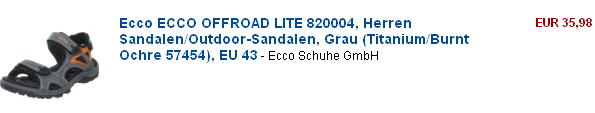 Ecco ECCO OFFROAD LITE 820004, Herren EUR 35,98
Sandalen/Outdoor-Sandalen, Grau (Titanium/Burnt
Ochre 57454), EU 43 - Ecco Schuhe GmbH